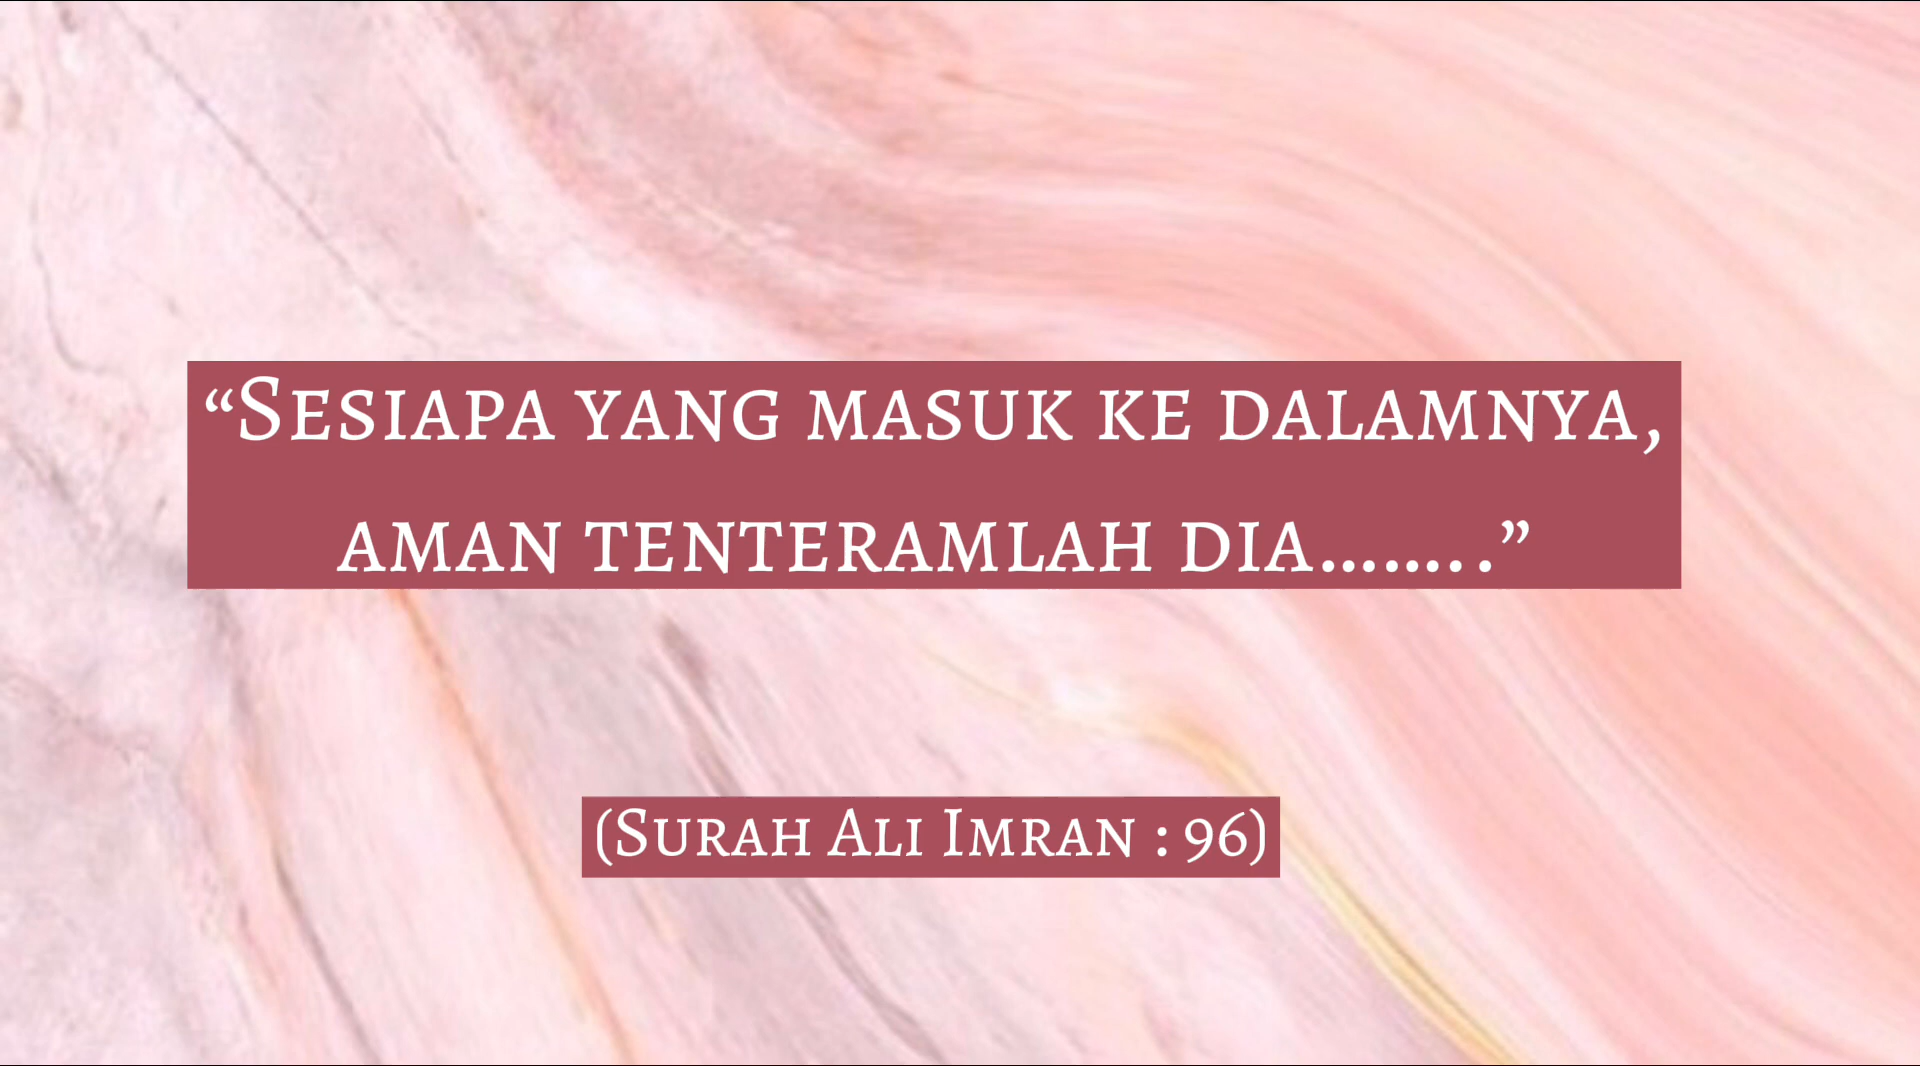 “Sesiapa yang masuk ke dalamnya,
aman tenteramlah dia……..”
(Surah Ali Imran : 96)